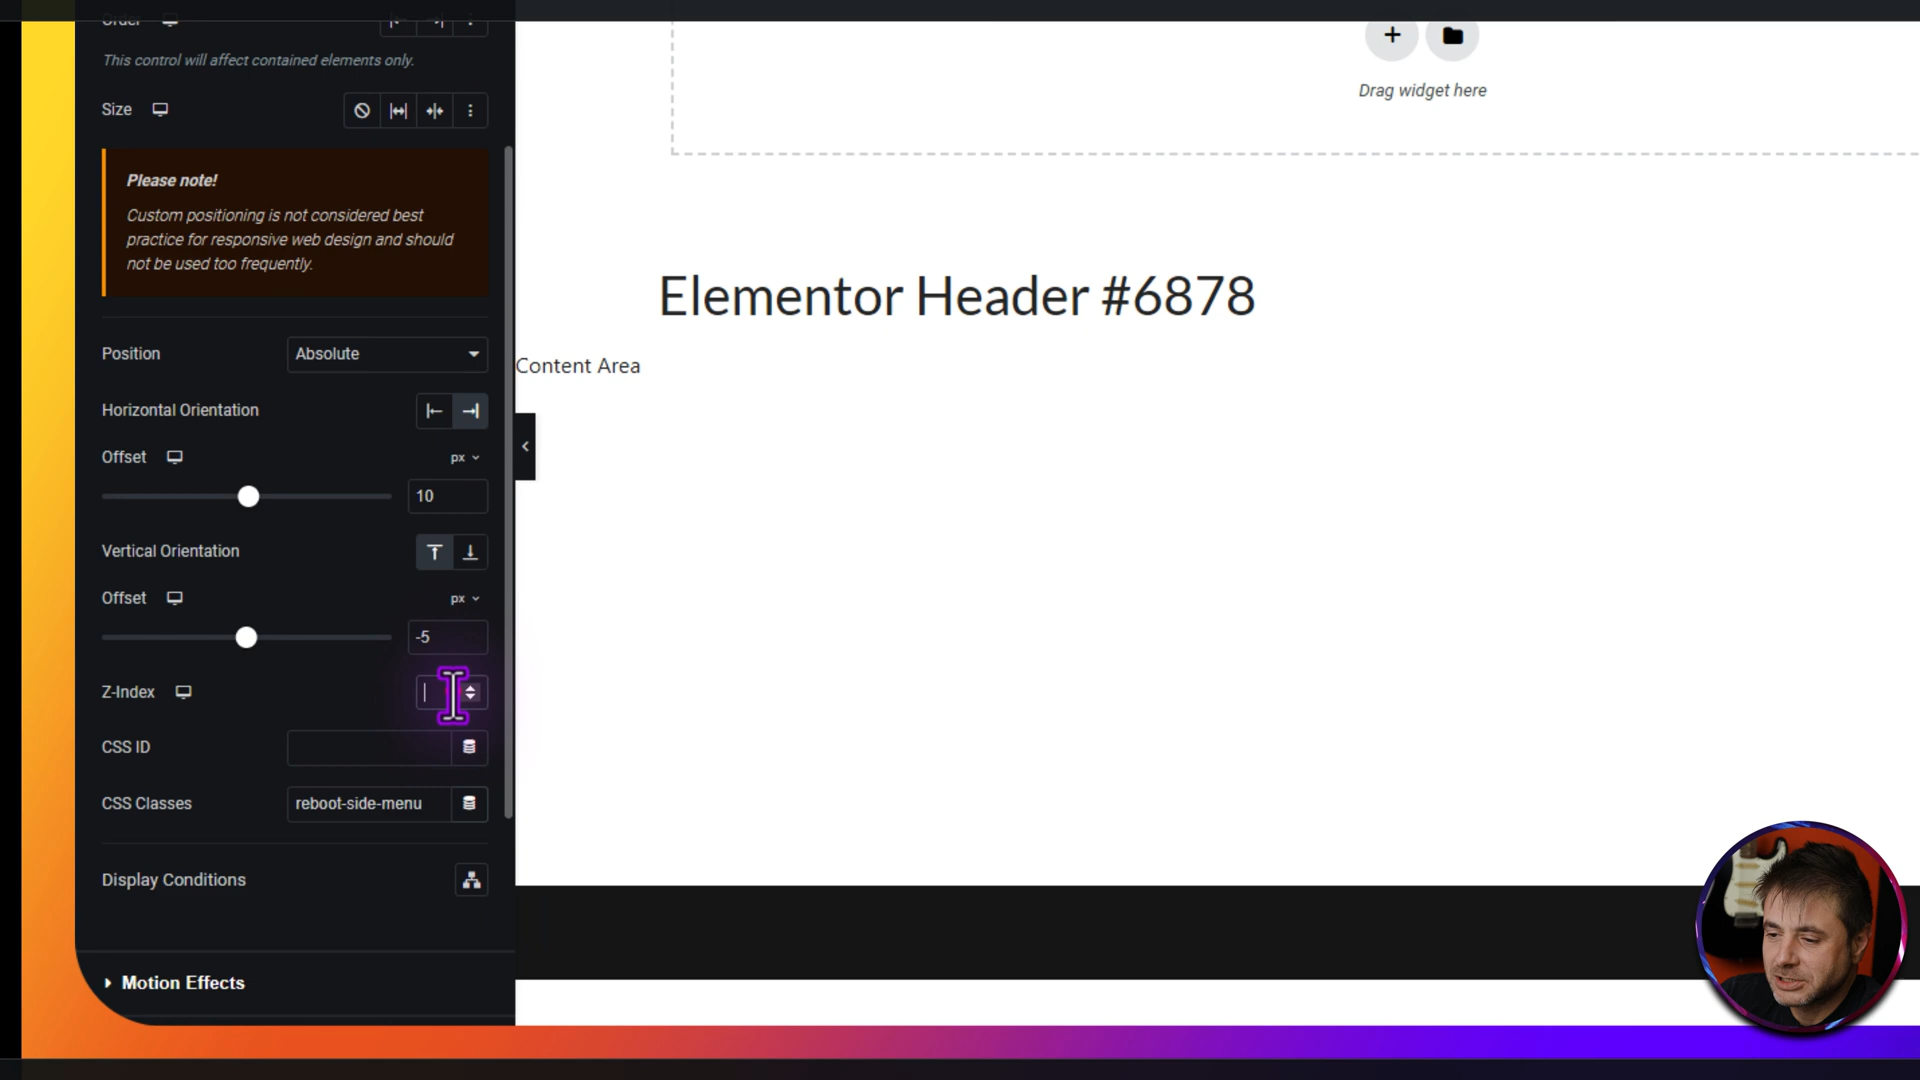 Order
This control will affect contained elements only.
Size
Please note!
Custom positioning is not considered best
practice for responsive web design and should
not be used too frequently.
Position
Absolute
Horizontal Orientation
Offset
px
10
Vertical Orientation
Offset
px
-5
Z-Index
CSS ID
CSS Classes
reboot-side-menu
Display Conditions
Motion Effects
Drag widget here
Elementor Header #6878
Content Area